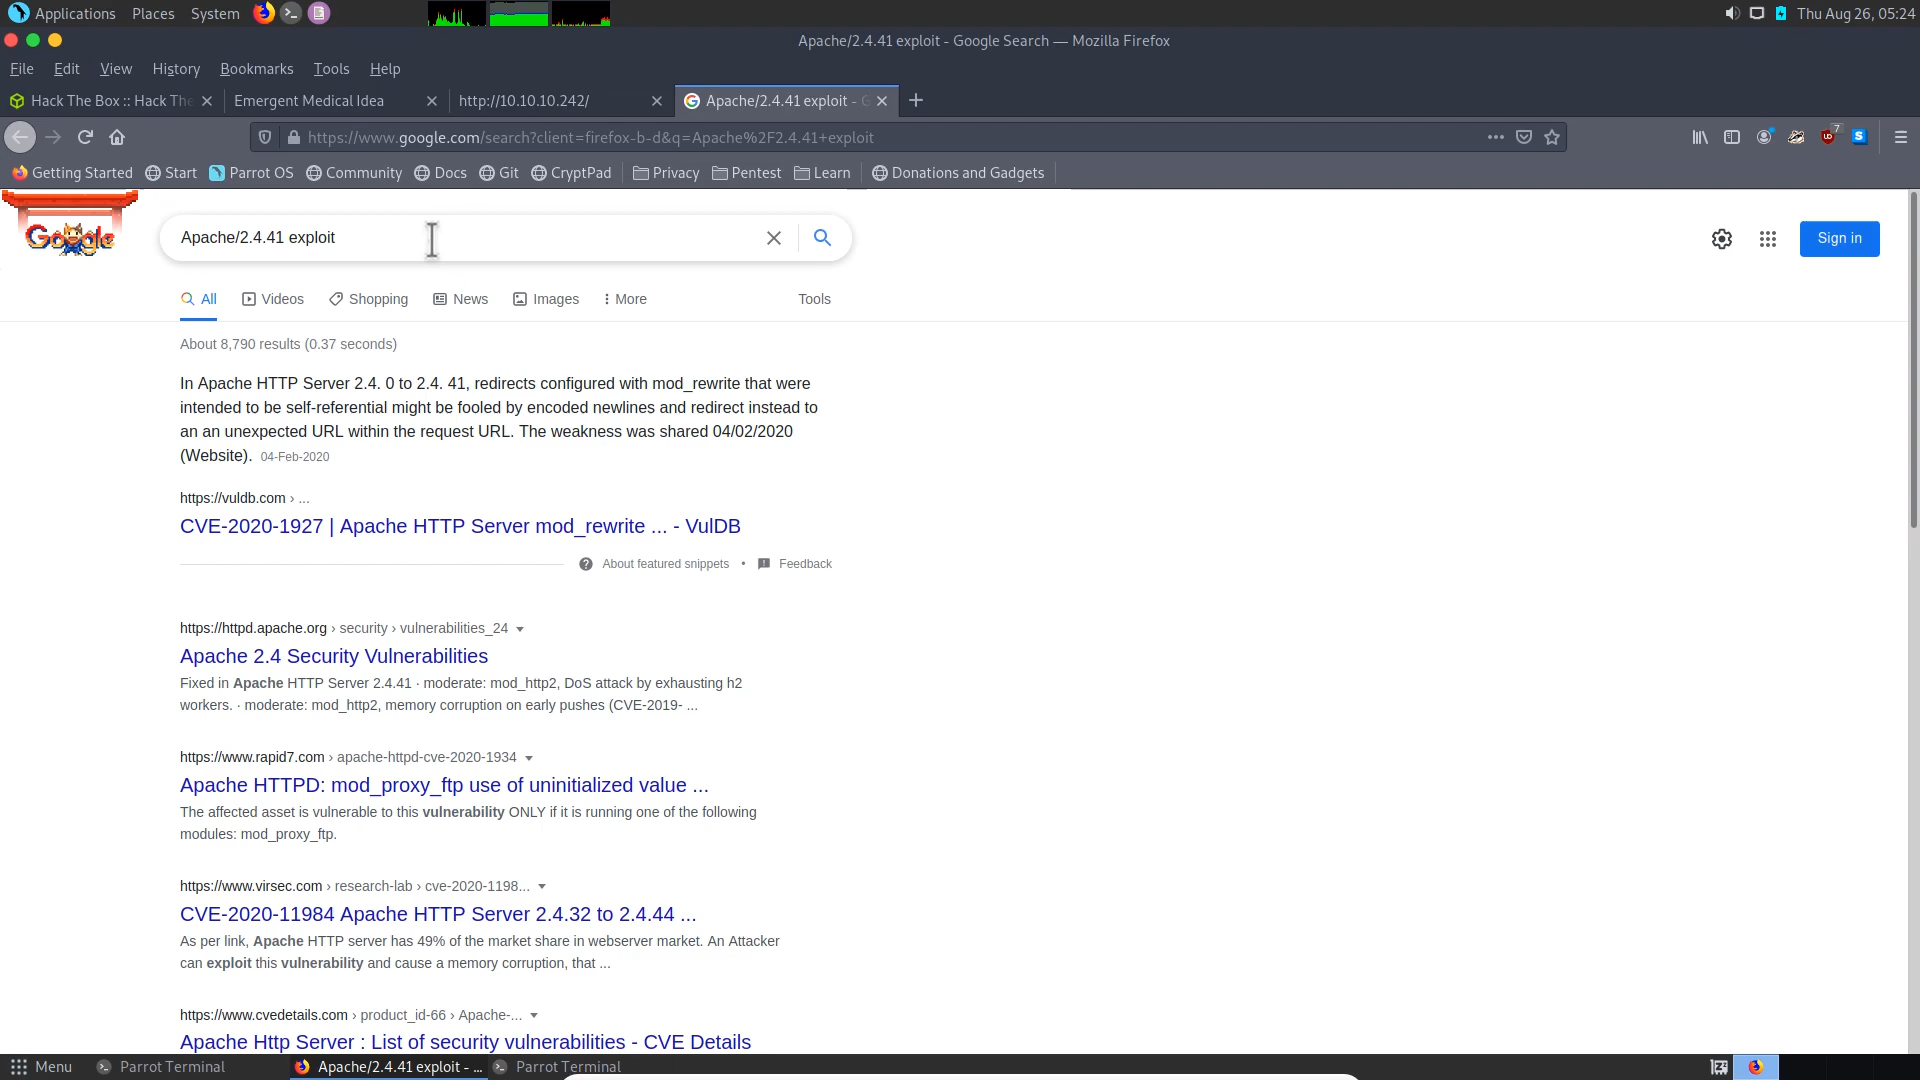 Applications Places System Thu Aug 26, 05:24
Apache/2.4.41 exploit - Google Search — Mozilla Firefox
File Edit View History Bookmarks Tools Help
Hack The Box :: Hack The Emergent Medical Idea http://10.10.10.242/ Apache/2.4.41 exploit - G
https://www.google.com/search?client=firefox-b-d&q=Apache%2F2.4.41+exploit 7
Getting Started Start Parrot OS Community Docs Git CryptPad Privacy Pentest Learn Donations and Gadgets
Google
Apache/2.4.41 exploit
Sign in
All Videos Shopping News Images More Tools
About 8,790 results (0.37 seconds)
In Apache HTTP Server 2.4. 0 to 2.4. 41, redirects configured with mod_rewrite that were
intended to be self-referential might be fooled by encoded newlines and redirect instead to
an an unexpected URL within the request URL. The weakness was shared 04/02/2020
(Website). 04-Feb-2020
https://vuldb.com › ...
CVE-2020-1927 | Apache HTTP Server mod_rewrite ... - VulDB
About featured snippets • Feedback
https://httpd.apache.org › security › vulnerabilities_24
Apache 2.4 Security Vulnerabilities
Fixed in Apache HTTP Server 2.4.41 · moderate: mod_http2, DoS attack by exhausting h2
workers. · moderate: mod_http2, memory corruption on early pushes (CVE-2019- ...
https://www.rapid7.com › apache-httpd-cve-2020-1934
Apache HTTPD: mod_proxy_ftp use of uninitialized value ...
The affected asset is vulnerable to this vulnerability ONLY if it is running one of the following
modules: mod_proxy_ftp.
https://www.virsec.com › research-lab › cve-2020-1198...
CVE-2020-11984 Apache HTTP Server 2.4.32 to 2.4.44 ...
As per link, Apache HTTP server has 49% of the market share in webserver market. An Attacker
can exploit this vulnerability and cause a memory corruption, that ...
https://www.cvedetails.com › product_id-66 › Apache-...
Apache Http Server : List of security vulnerabilities - CVE Details
Menu Parrot Terminal Apache/2.4.41 exploit - ... Parrot Terminal